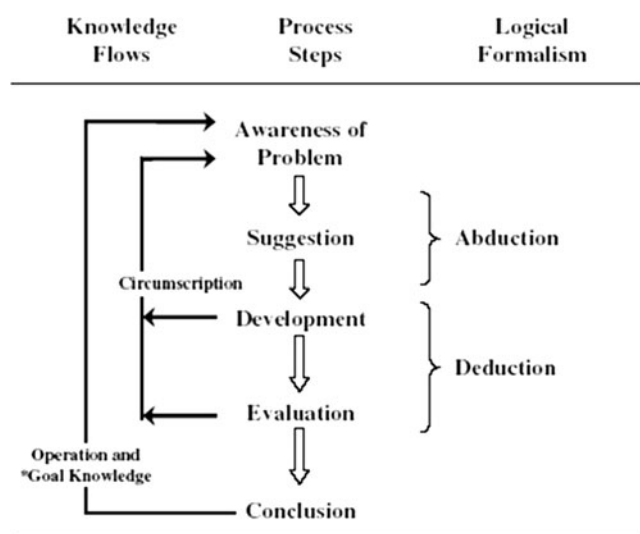 Knowledge Flows
Process Steps
Logical Formalism
Awareness of
Problem
Suggestion
Abduction
Circumscription
Development
Deduction
Evaluation
Operation and
*Goal Knowledge
Conclusion